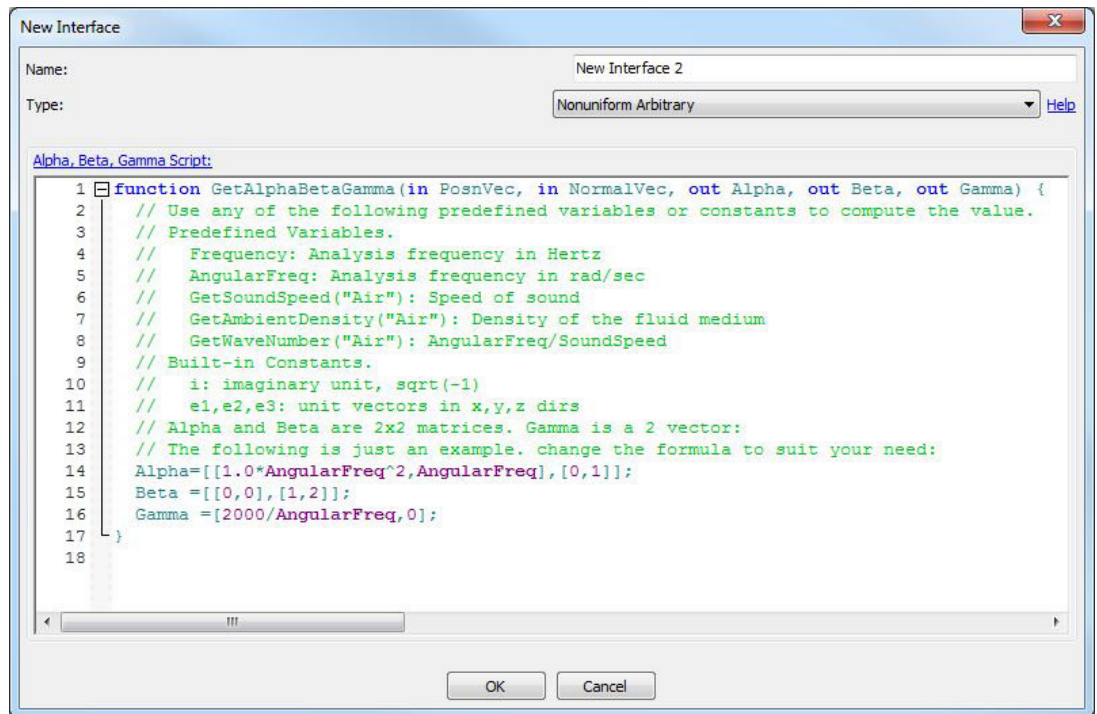 New Interface
Name: New Interface 2
Type: Nonuniform Arbitrary Help
Alpha, Beta, Gamma Script:
1 function GetAlphaBetaGamma(in PosnVec, in NormalVec, out Alpha, out Beta, out Gamma) {
2 // Use any of the following predefined variables or constants to compute the value.
3 // Predefined Variables.
4 //   Frequency: Analysis frequency in Hertz
5 //   AngularFreq: Analysis frequency in rad/sec
6 //   GetSoundSpeed("Air"): Speed of sound
7 //   GetAmbientDensity("Air"): Density of the fluid medium
8 //   GetWaveNumber("Air"): AngularFreq/SoundSpeed
9 // Built-in Constants.
10 //   i: imaginary unit, sqrt(-1)
11 //   e1,e2,e3: unit vectors in x,y,z dirs
12 // Alpha and Beta are 2x2 matrices. Gamma is a 2 vector:
13 // The following is just an example. change the formula to suit your need:
14 Alpha=[[1.0*AngularFreq^2,AngularFreq],[0,1]];
15 Beta =[[0,0],[1,2]];
16 Gamma =[2000/AngularFreq,0];
17 }
18
OK Cancel